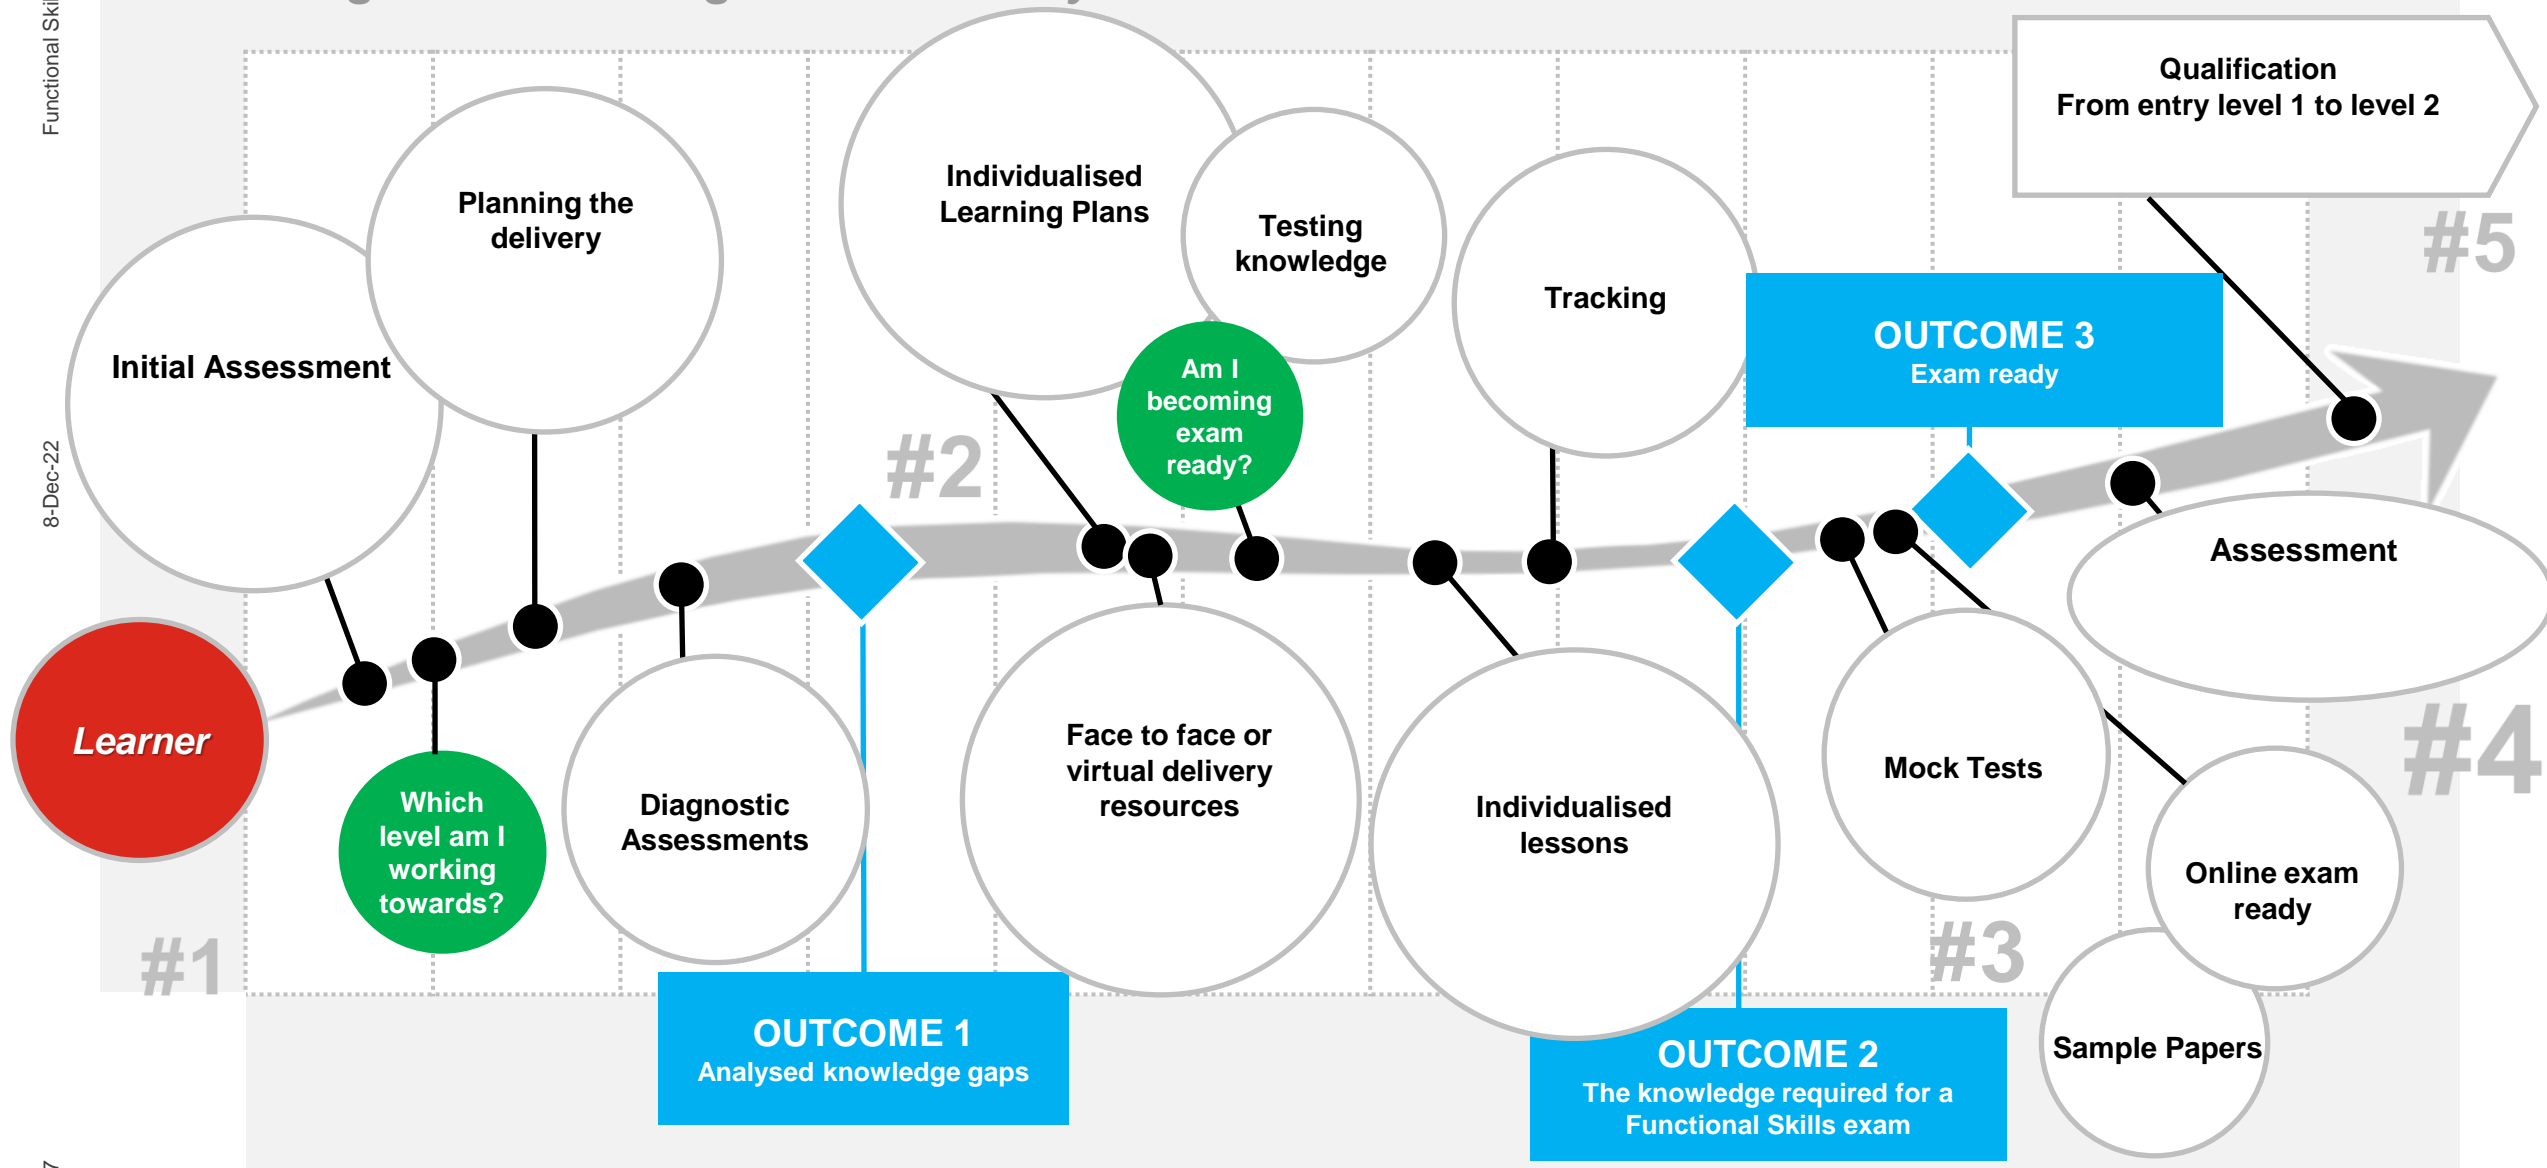 Functional Skil
8-Dec-22
7
Qualification
From entry level 1 to level 2
#5
Individualised
Learning Plans
Planning the
delivery
Testing
knowledge
Tracking
Initial Assessment
OUTCOME 3
Exam ready
Am I
becoming
exam
ready?
#2
Assessment
Learner
Which
level am I
working
towards?
Diagnostic
Assessments
Face to face or
virtual delivery
resources
Individualised
lessons
Mock Tests
#4
Online exam
ready
#1
#3
Sample Papers
OUTCOME 1
Analysed knowledge gaps
OUTCOME 2
The knowledge required for a
Functional Skills exam